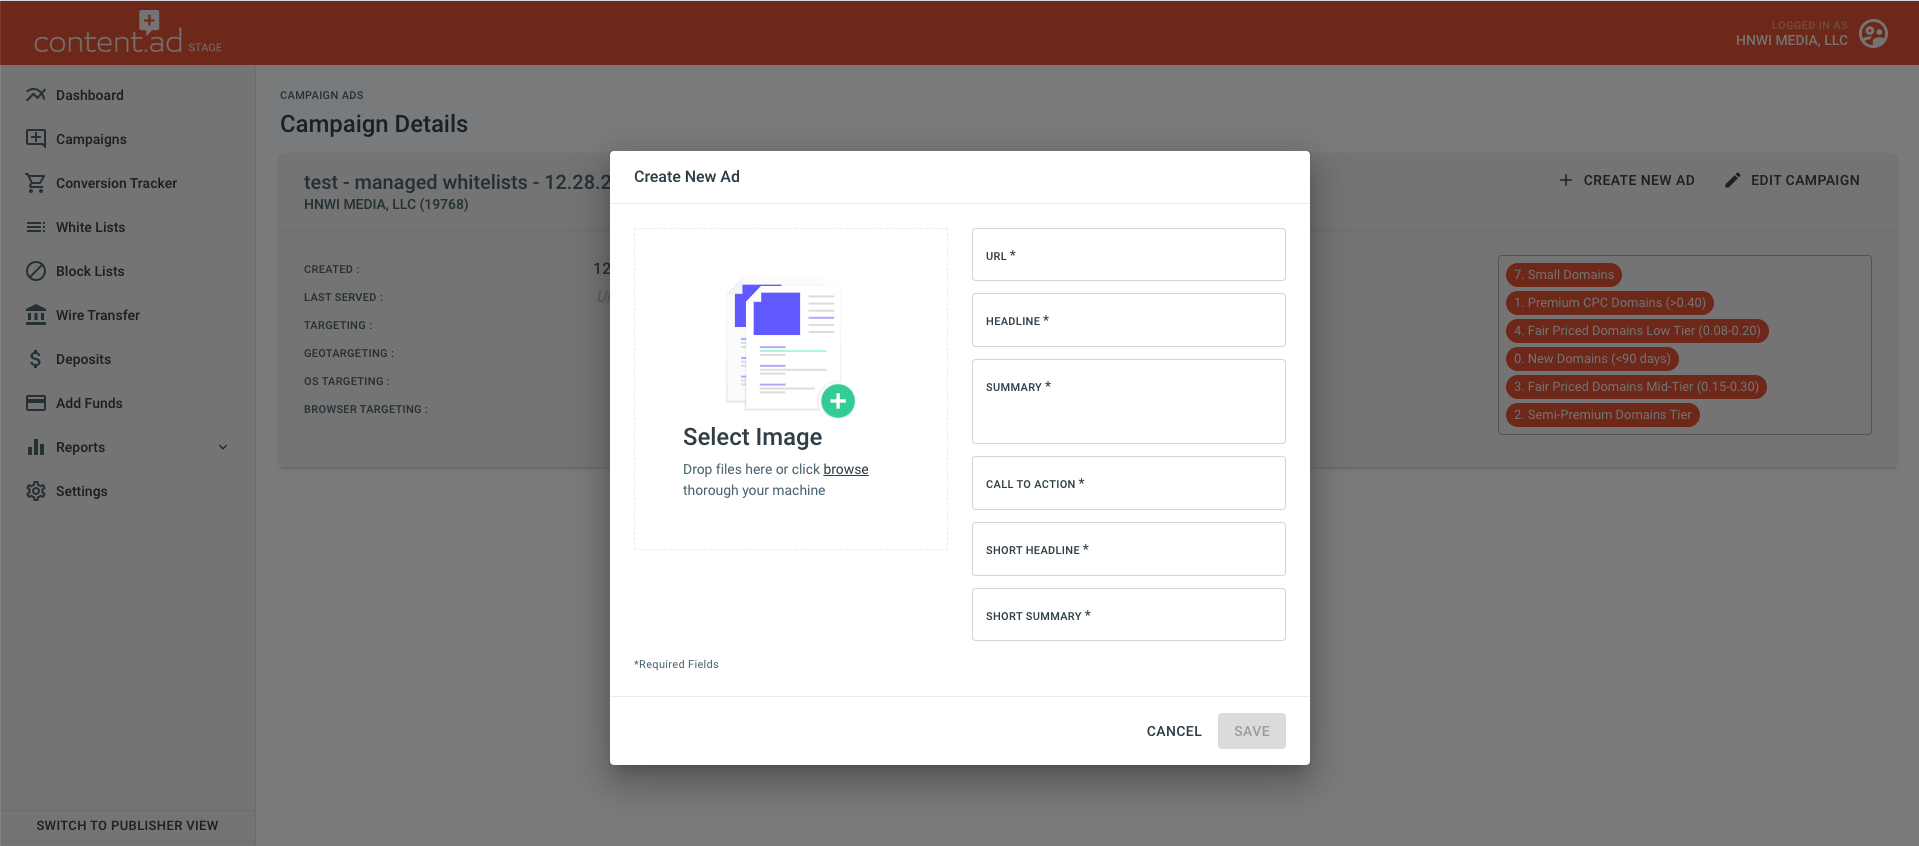 content.ad STAGE
LOGGED IN AS
HNWI MEDIA, LLC
Dashboard
Campaigns
Conversion Tracker
White Lists
Block Lists
Wire Transfer
Deposits
Add Funds
Reports
Settings
SWITCH TO PUBLISHER VIEW
CAMPAIGN ADS
Campaign Details
test - managed whitelists - 12.28.2
HNWI MEDIA, LLC (19768)
CREATE NEW AD
EDIT CAMPAIGN
CREATED : 12
LAST SERVED :
TARGETING :
GEOTARGETING :
OS TARGETING :
BROWSER TARGETING :
7. Small Domains
1. Premium CPC Domains (>0.40)
4. Fair Priced Domains Low Tier (0.08-0.20)
0. New Domains (<90 days)
3. Fair Priced Domains Mid-Tier (0.15-0.30)
2. Semi-Premium Domains Tier
Create New Ad
Select Image
Drop files here or click browse
thorough your machine
URL *
HEADLINE *
SUMMARY *
CALL TO ACTION *
SHORT HEADLINE *
SHORT SUMMARY *
*Required Fields
CANCEL
SAVE